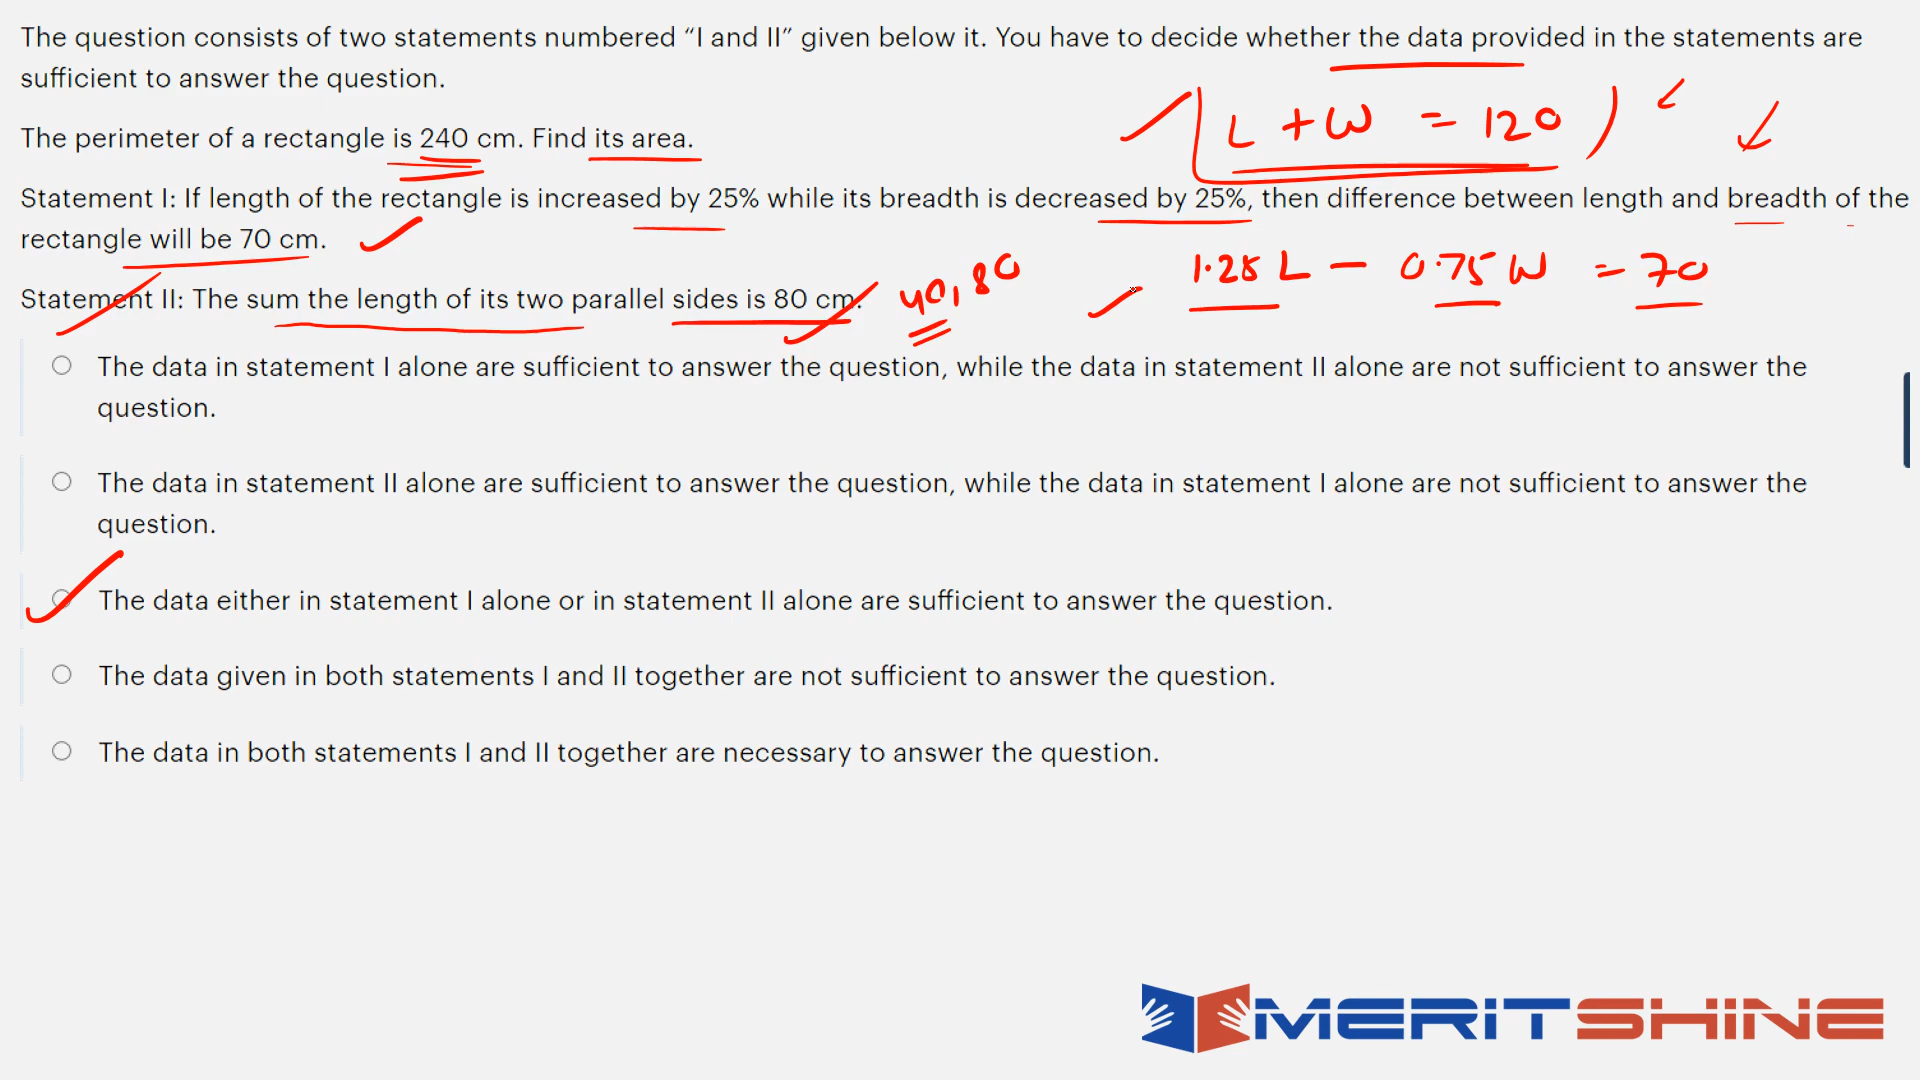 The question consists of two statements numbered “I and II” given below it. You have to decide whether the data provided in the statements are
sufficient to answer the question.
L + W = 120
The perimeter of a rectangle is 240 cm. Find its area.
Statement I: If length of the rectangle is increased by 25% while its breadth is decreased by 25%, then difference between length and breadth of the
rectangle will be 70 cm.
1.25 L - 0.75 W = 70
Statement II: The sum the length of its two parallel sides is 80 cm.
40, 80
The data in statement I alone are sufficient to answer the question, while the data in statement II alone are not sufficient to answer the
question.
The data in statement II alone are sufficient to answer the question, while the data in statement I alone are not sufficient to answer the
question.
The data either in statement I alone or in statement II alone are sufficient to answer the question.
The data given in both statements I and II together are not sufficient to answer the question.
The data in both statements I and II together are necessary to answer the question.
MERITSHINE